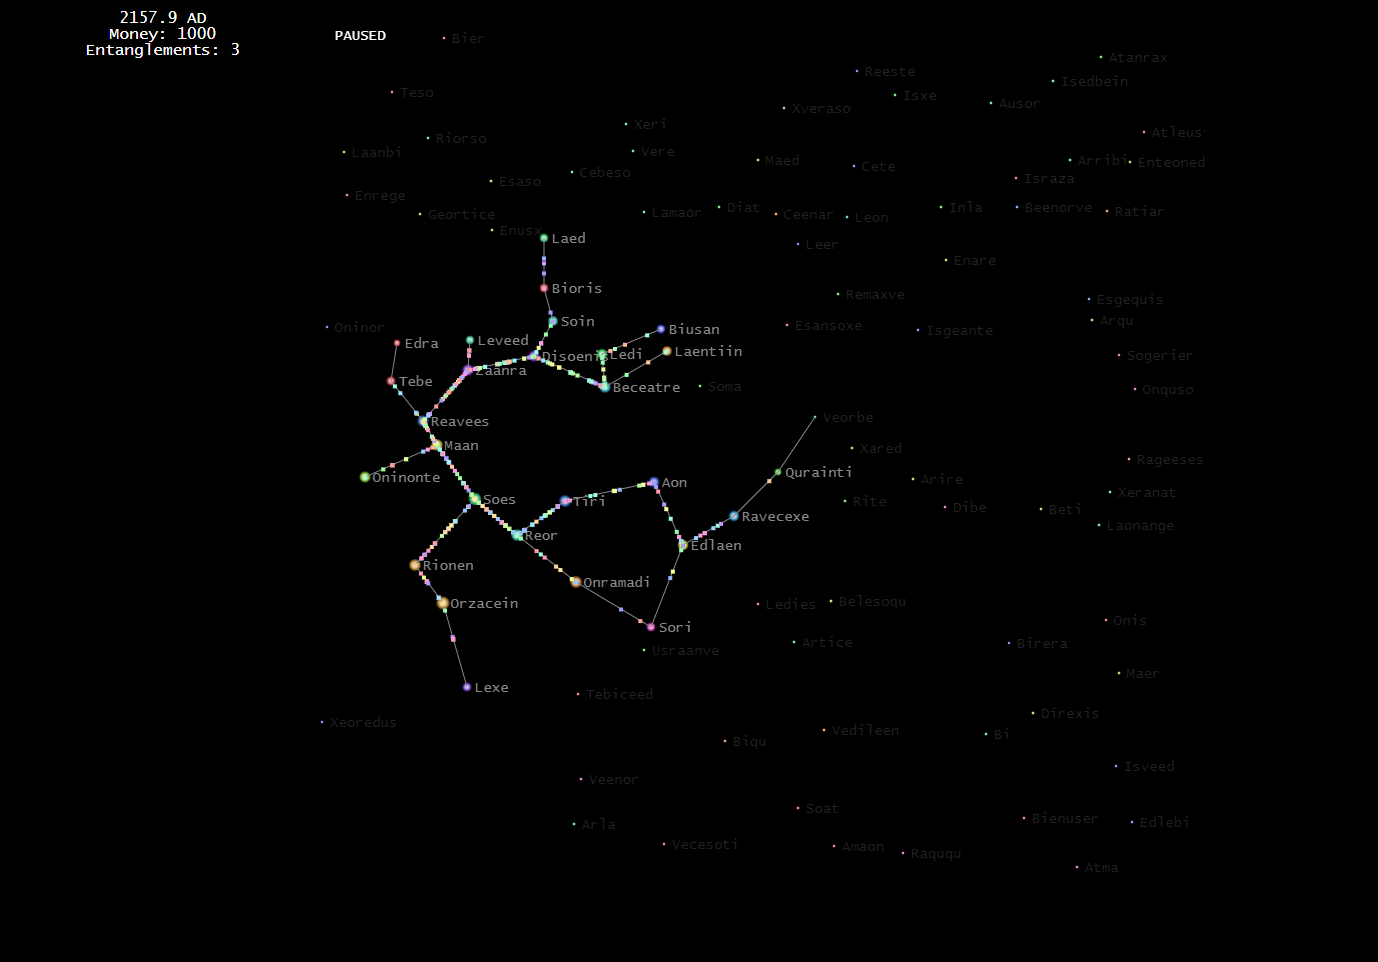 2157.9 AD
Money: 1000
Entanglements: 3
PAUSED
Bier
Atanrax
Reeste
Isedbein
Teso
Isxe
Ausor
Xveraso
Xeri
Atleus
Riorso
Laanbi
Vere
Maed
Arribi
Enteoned
Cete
Cebeso
Israza
Esaso
Enrege
Geortice
Lamaor
Diat
Ceenar
Leon
Inla
Beenorve
Ratiar
Enusx
Laed
Leer
Enare
Bioris
Remaxve
Esgequis
Soin
Arqu
Oninor
Biusan
Esansoxe
Isgeante
Edra
Leveed
Disoenis
Ledi
Laentiin
Sogerier
Zaanra
Tebe
Beceatre
Soma
Onquso
Reavees
Veorbe
Maan
Xared
Rageeses
Oninonte
Qurainti
Arire
Aon
Xeranat
Soes
Tiri
Rite
Dibe
Beti
Ravecexe
Laonange
Reor
Edlaen
Rionen
Onramadi
Orzacein
Ledies
Belesoqu
Sori
Onis
Usraanve
Artice
Birera
Maer
Lexe
Tebiceed
Direxis
Xeoredus
Vedileen
Bi
Biqu
Isveed
Veenor
Soat
Bienuser
Edlebi
Arla
Vecesoti
Amaon
Raququ
Atma